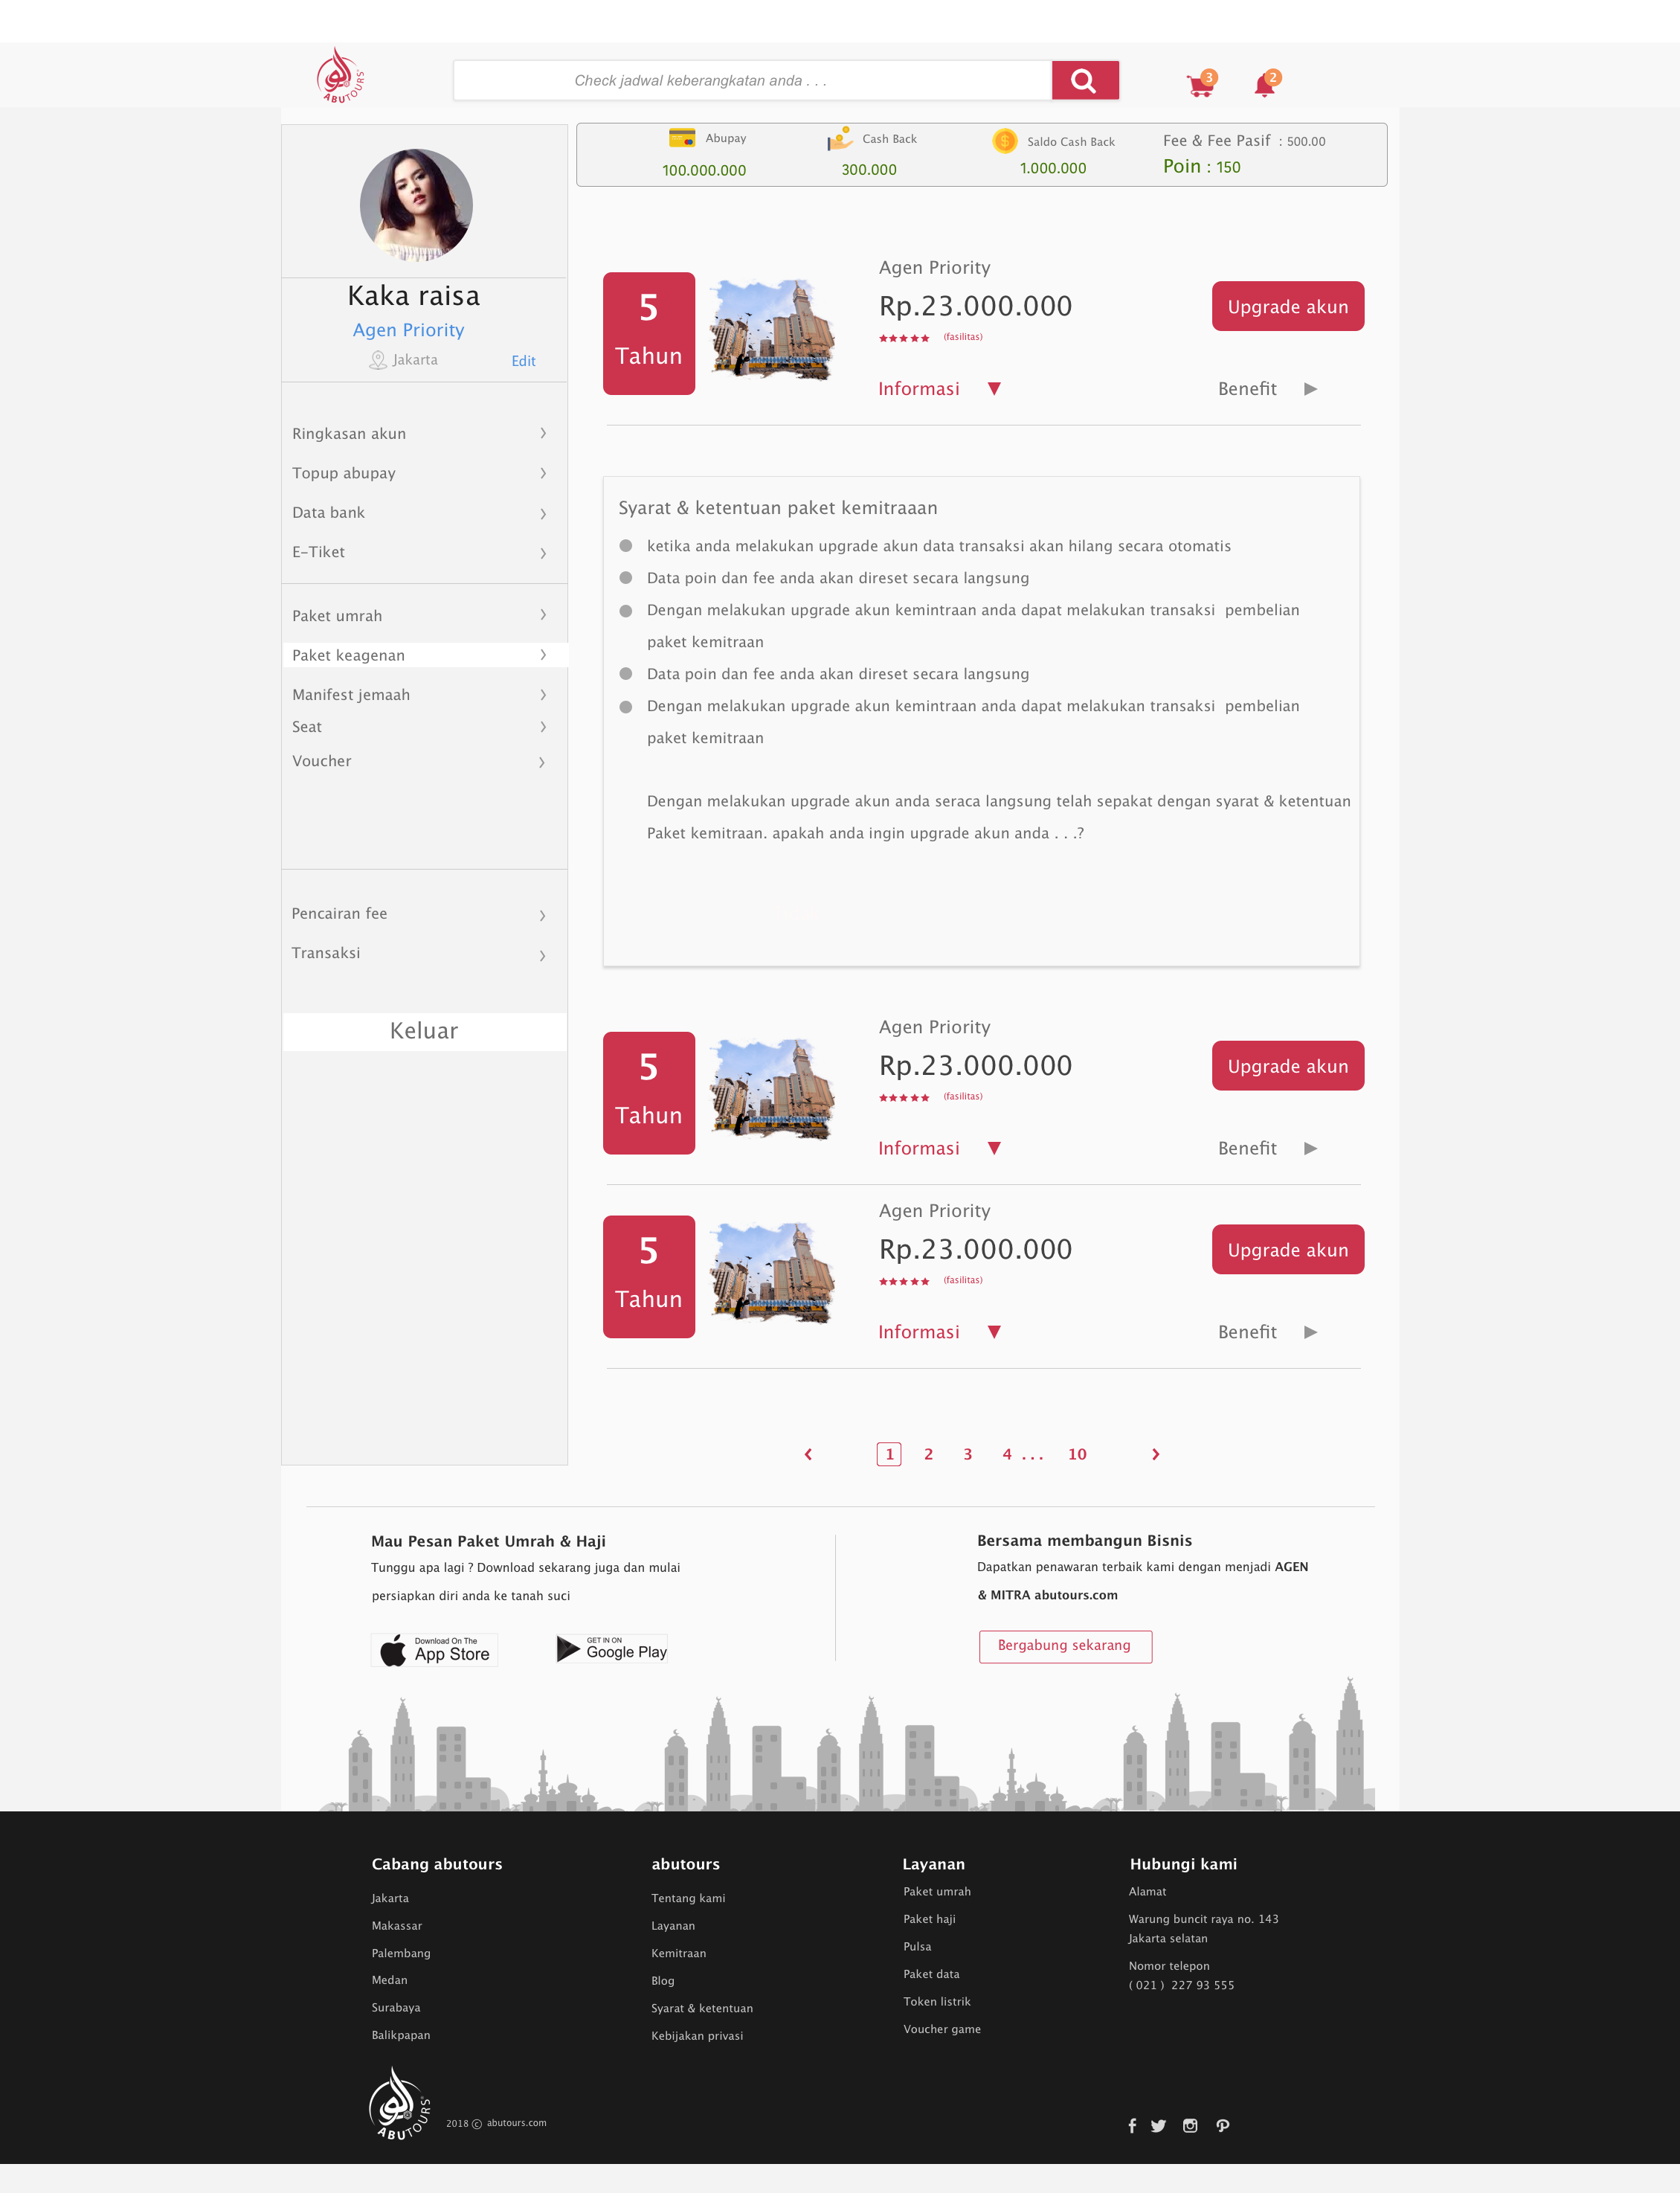 ABUTOURS
Check jadwal keberangkatan anda . . .
3
2
Abupay
100.000.000
Cash Back
300.000
Saldo Cash Back
1.000.000
Fee & Fee Pasif : 500.00
Poin : 150
Kaka raisa
Agen Priority
Jakarta
Edit
Ringkasan akun
Topup abupay
Data bank
E-Tiket
Paket umrah
Paket keagenan
Manifest jemaah
Seat
Voucher
Pencairan fee
Transaksi
Keluar
5
Tahun
Agen Priority
Rp.23.000.000
(fasilitas)
Upgrade akun
Informasi
Benefit
Syarat & ketentuan paket kemitraaan
ketika anda melakukan upgrade akun data transaksi akan hilang secara otomatis
Data poin dan fee anda akan direset secara langsung
Dengan melakukan upgrade akun kemintraan anda dapat melakukan transaksi pembelian
paket kemitraan
Data poin dan fee anda akan direset secara langsung
Dengan melakukan upgrade akun kemintraan anda dapat melakukan transaksi pembelian
paket kemitraan
Dengan melakukan upgrade akun anda seraca langsung telah sepakat dengan syarat & ketentuan
Paket kemitraan. apakah anda ingin upgrade akun anda . . .?
5
Tahun
Agen Priority
Rp.23.000.000
(fasilitas)
Upgrade akun
Informasi
Benefit
5
Tahun
Agen Priority
Rp.23.000.000
(fasilitas)
Upgrade akun
Informasi
Benefit
1 2 3 4 . . . 10
Mau Pesan Paket Umrah & Haji
Tunggu apa lagi ? Download sekarang juga dan mulai
persiapkan diri anda ke tanah suci
Download On The
App Store
GET IN ON
Google Play
Bersama membangun Bisnis
Dapatkan penawaran terbaik kami dengan menjadi AGEN
& MITRA abutours.com
Bergabung sekarang
Cabang abutours
Jakarta
Makassar
Palembang
Medan
Surabaya
Balikpapan
abutours
Tentang kami
Layanan
Kemitraan
Blog
Syarat & ketentuan
Kebijakan privasi
Layanan
Paket umrah
Paket haji
Pulsa
Paket data
Token listrik
Voucher game
Hubungi kami
Alamat
Warung buncit raya no. 143
Jakarta selatan
Nomor telepon
( 021 ) 227 93 555
ABUTOURS
2018 © abutours.com